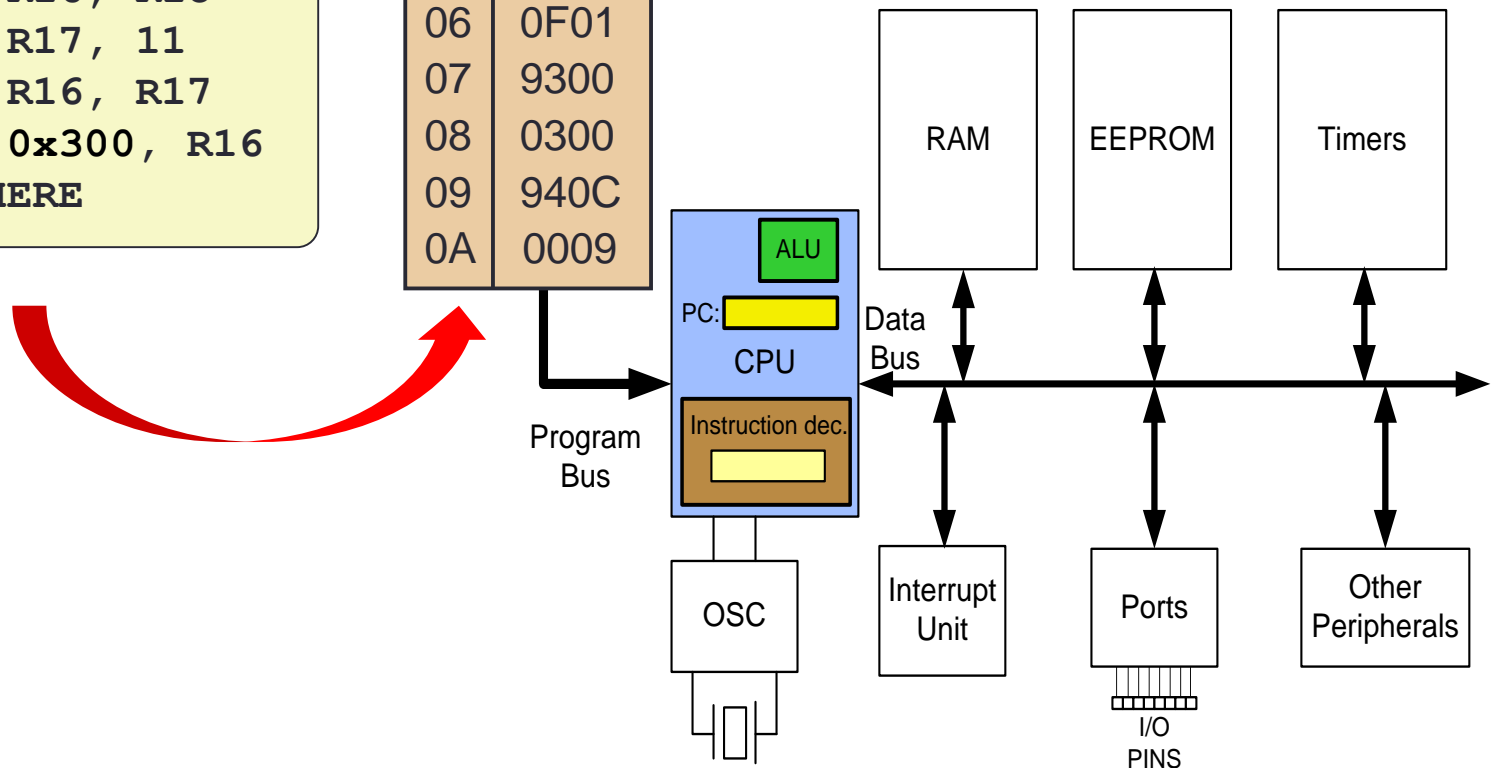 R17, 11
R16, R17
0x300, R16
06 0F01
07 9300
08 0300
09 940C
0A 0009
RAM
EEPROM
Timers
ALU
PC:
CPU
Instruction dec.
Data
Bus
Program
Bus
OSC
Interrupt
Unit
Ports
Other
Peripherals
I/O
PINS